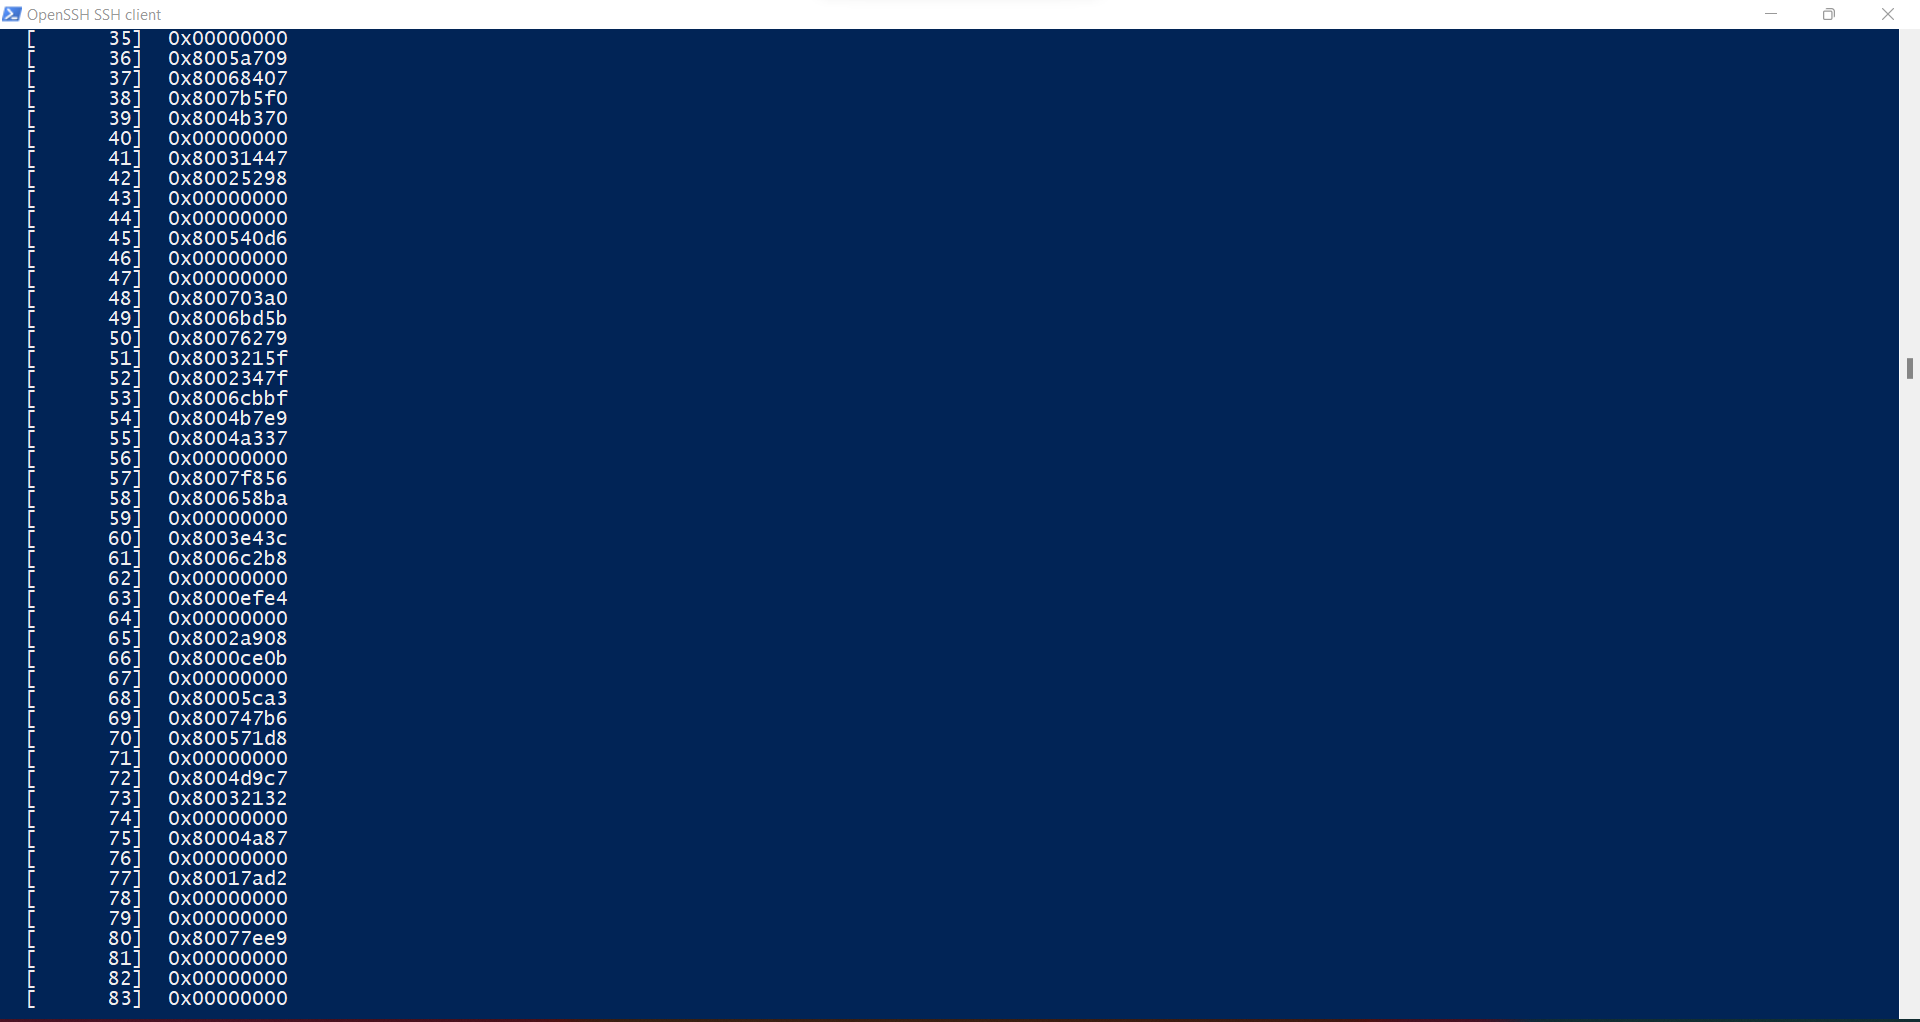 OpenSSH SSH client
[ 35] 0x00000000
[ 36] 0x8005a709
[ 37] 0x80068407
[ 38] 0x8007b5f0
[ 39] 0x8004b370
[ 40] 0x00000000
[ 41] 0x80031447
[ 42] 0x80025298
[ 43] 0x00000000
[ 44] 0x00000000
[ 45] 0x800540d6
[ 46] 0x00000000
[ 47] 0x00000000
[ 48] 0x800703a0
[ 49] 0x8006bd5b
[ 50] 0x80076279
[ 51] 0x8003215f
[ 52] 0x8002347f
[ 53] 0x8006cbbf
[ 54] 0x8004b7e9
[ 55] 0x8004a337
[ 56] 0x00000000
[ 57] 0x8007f856
[ 58] 0x800658ba
[ 59] 0x00000000
[ 60] 0x8003e43c
[ 61] 0x8006c2b8
[ 62] 0x00000000
[ 63] 0x8000efe4
[ 64] 0x00000000
[ 65] 0x8002a908
[ 66] 0x8000ce0b
[ 67] 0x00000000
[ 68] 0x80005ca3
[ 69] 0x800747b6
[ 70] 0x800571d8
[ 71] 0x00000000
[ 72] 0x8004d9c7
[ 73] 0x80032132
[ 74] 0x00000000
[ 75] 0x80004a87
[ 76] 0x00000000
[ 77] 0x80017ad2
[ 78] 0x00000000
[ 79] 0x00000000
[ 80] 0x80077ee9
[ 81] 0x00000000
[ 82] 0x00000000
[ 83] 0x00000000